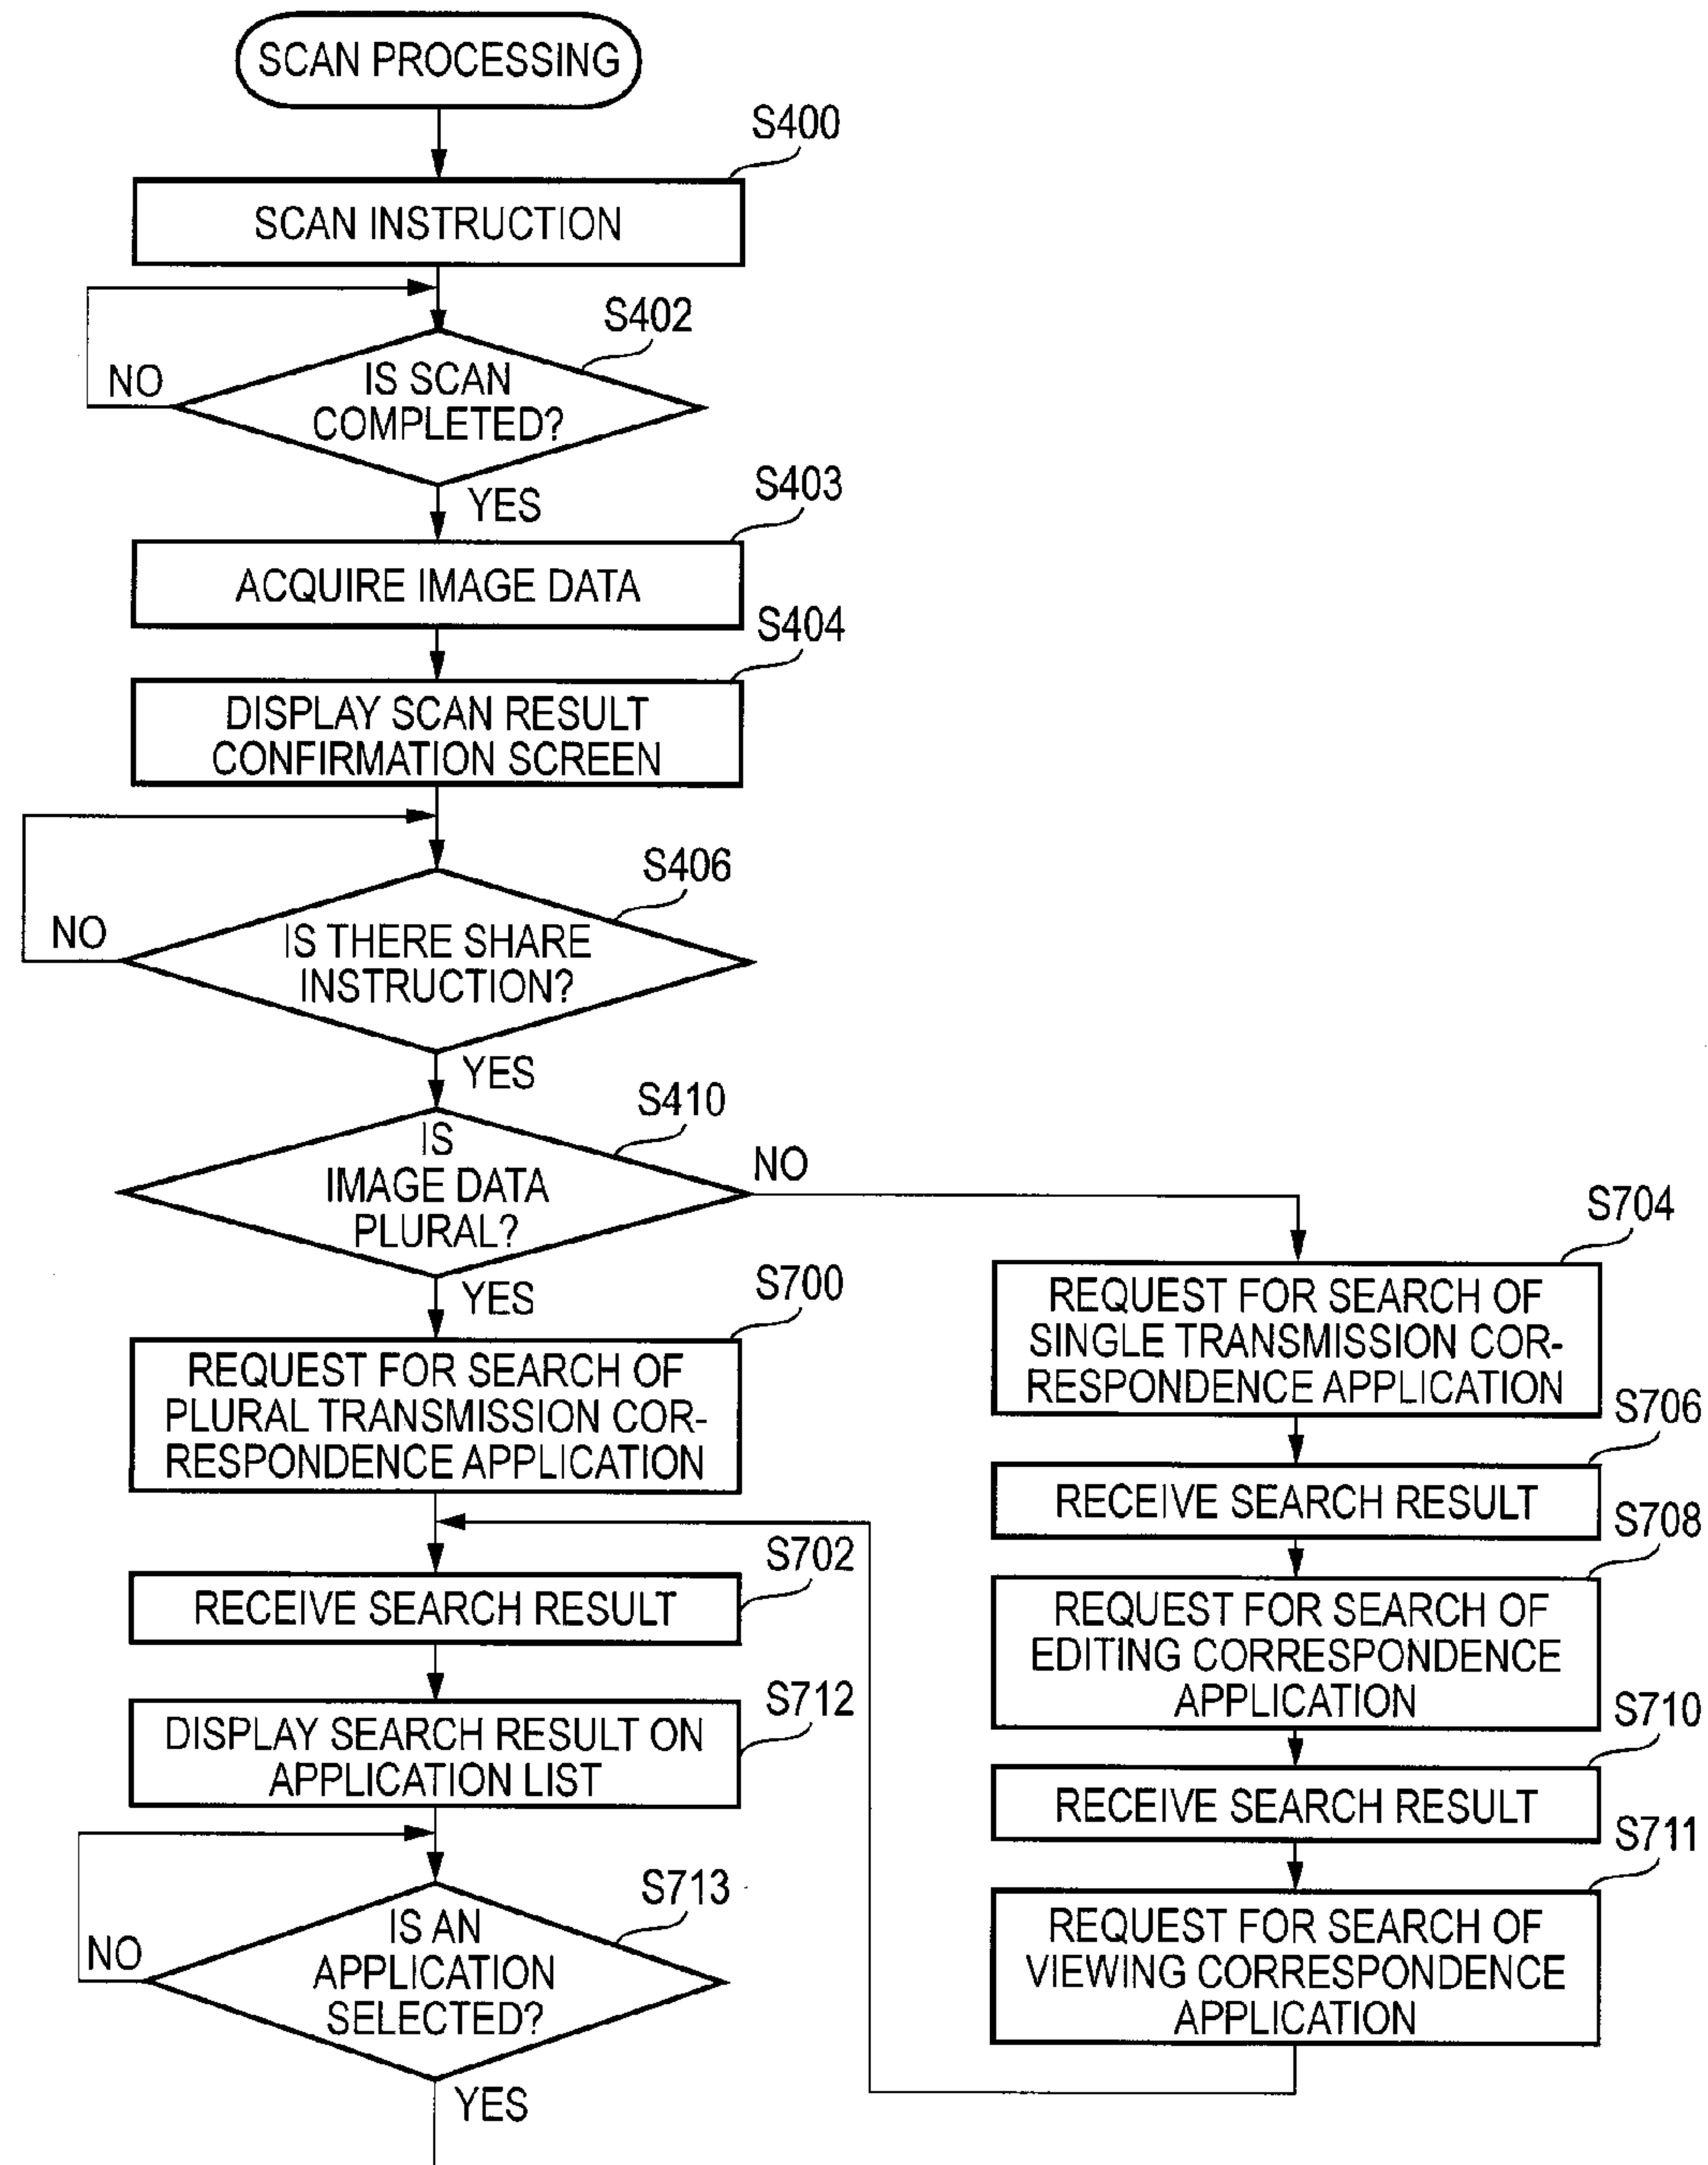 SCAN PROCESSING
S400
SCAN INSTRUCTION
S402
IS SCAN
COMPLETED?
NO
YES
S403
ACQUIRE IMAGE DATA
S404
DISPLAY SCAN RESULT
CONFIRMATION SCREEN
S406
IS THERE SHARE
INSTRUCTION?
NO
YES
S410
IS
IMAGE DATA
PLURAL?
NO
YES
S700
REQUEST FOR SEARCH OF
PLURAL TRANSMISSION COR-
RESPONDENCE APPLICATION
S702
RECEIVE SEARCH RESULT
S712
DISPLAY SEARCH RESULT ON
APPLICATION LIST
S713
IS AN
APPLICATION
SELECTED?
NO
YES
S704
REQUEST FOR SEARCH OF
SINGLE TRANSMISSION COR-
RESPONDENCE APPLICATION
S706
RECEIVE SEARCH RESULT
S708
REQUEST FOR SEARCH OF
EDITING CORRESPONDENCE
APPLICATION
S710
RECEIVE SEARCH RESULT
S711
REQUEST FOR SEARCH OF
VIEWING CORRESPONDENCE
APPLICATION